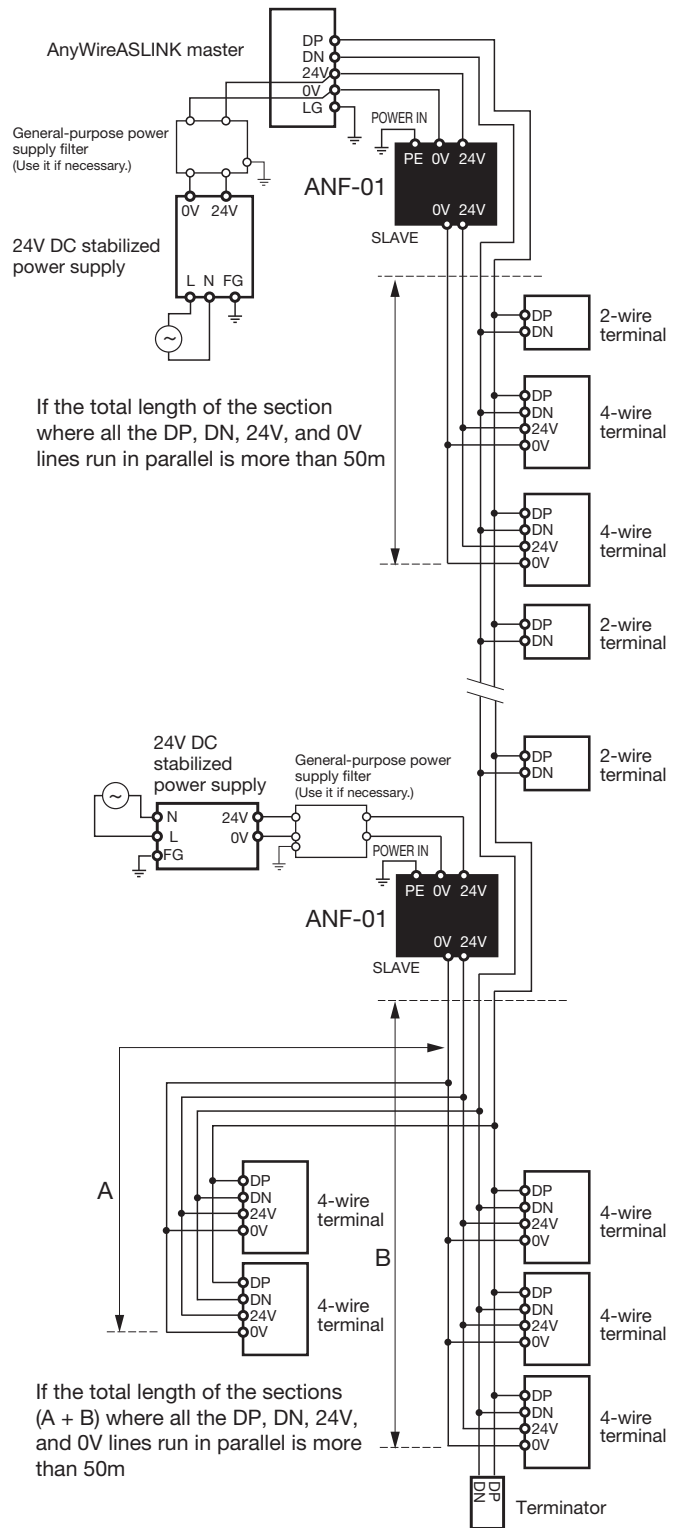 AnyWireASLINK master
DP
DN
24V
0V
LG
General-purpose power
supply filter
(Use it if necessary.)
POWER IN
PE 0V 24V
ANF-01
0V 24V
SLAVE
0V 24V
24V DC stabilized
power supply
L N FG
~
DP
DN
2-wire
terminal
If the total length of the section
where all the DP, DN, 24V, and 0V
lines run in parallel is more than 50m
DP
DN
24V
0V
4-wire
terminal
DP
DN
24V
0V
4-wire
terminal
DP
DN
2-wire
terminal
DP
DN
2-wire
terminal
24V DC
stabilized
power supply
General-purpose power
supply filter
(Use it if necessary.)
~
N
L
FG
24V
0V
POWER IN
PE 0V 24V
ANF-01
0V 24V
SLAVE
A
DP
DN
24V
0V
4-wire
terminal
DP
DN
24V
0V
4-wire
terminal
B
DP
DN
24V
0V
4-wire
terminal
DP
DN
24V
0V
4-wire
terminal
DP
DN
24V
0V
4-wire
terminal
If the total length of the sections
(A + B) where all the DP, DN, 24V,
and 0V lines run in parallel is more
than 50m
DP
DN
Terminator